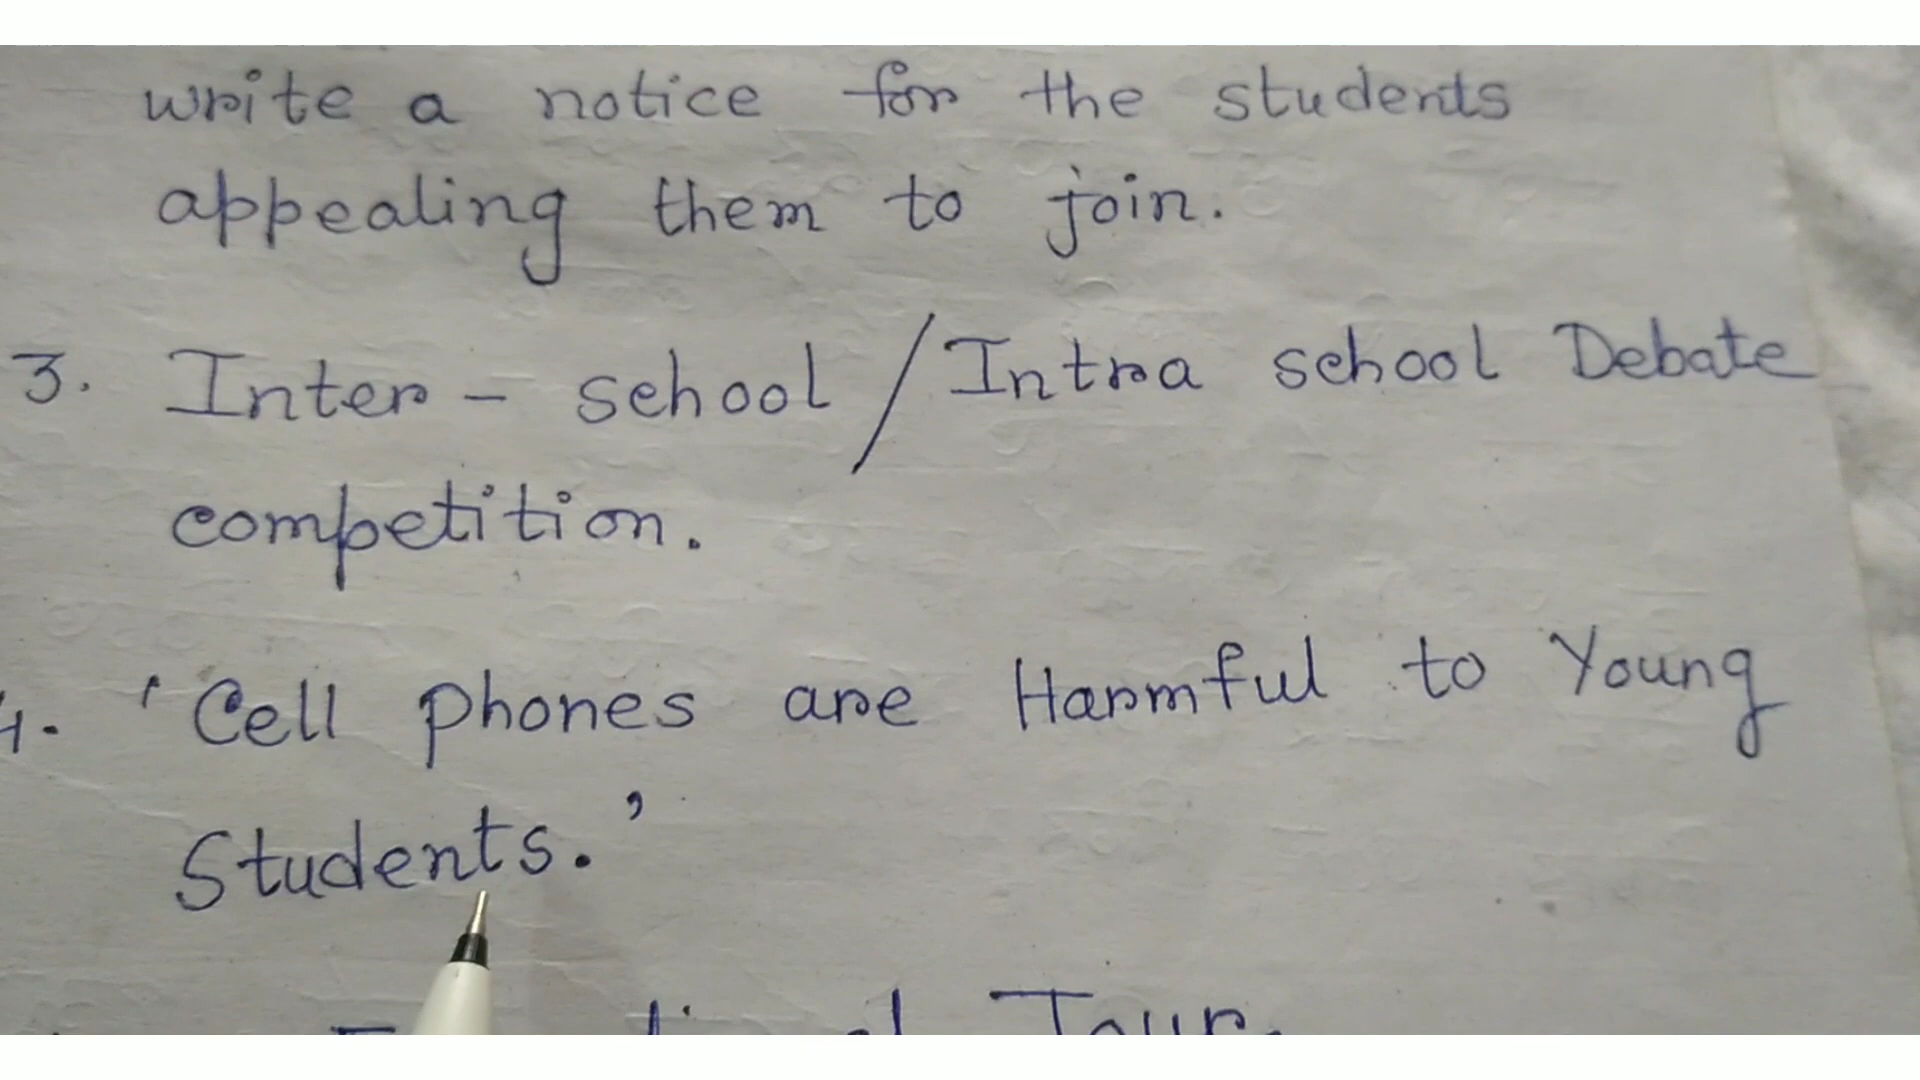 write a notice for the students
appealing them to join.
3. Inter - school / Intra school Debate
competition.
4. 'Cell phones are Harmful to Young
Students.'
Tour.